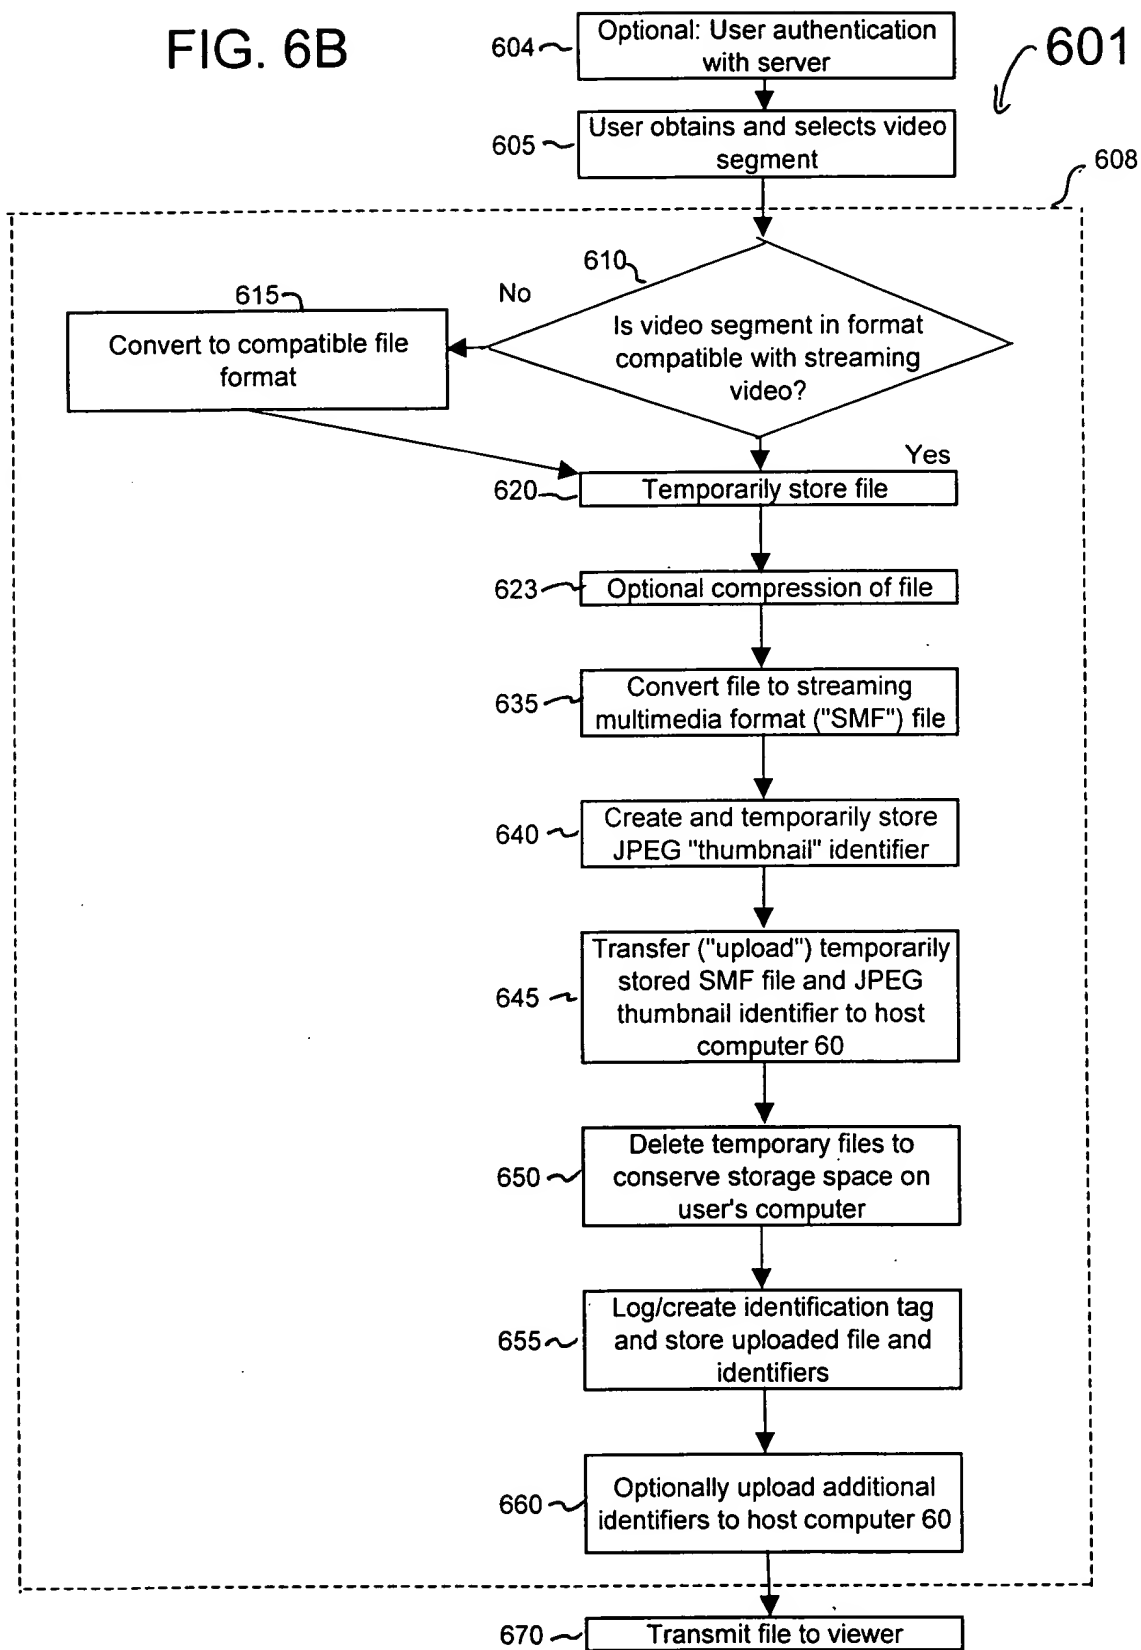 FIG. 6B
604
Optional: User authentication
with server
601
605
User obtains and selects video
segment
608
610
No
615
Convert to compatible file
format
Is video segment in format
compatible with streaming
video?
Yes
620
Temporarily store file
623
Optional compression of file
635
Convert file to streaming
multimedia format ("SMF") file
640
Create and temporarily store
JPEG "thumbnail" identifier
645
Transfer ("upload") temporarily
stored SMF file and JPEG
thumbnail identifier to host
computer 60
650
Delete temporary files to
conserve storage space on
user's computer
655
Log/create identification tag
and store uploaded file and
identifiers
660
Optionally upload additional
identifiers to host computer 60
670
Transmit file to viewer